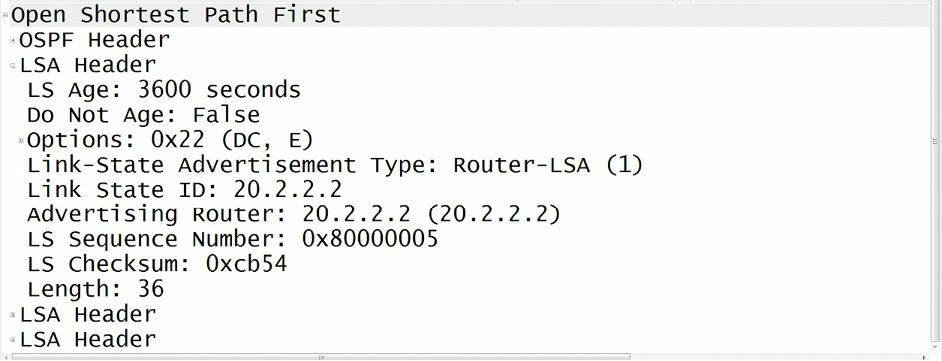 Open Shortest Path First
OSPF Header
LSA Header
LS Age: 3600 seconds
Do Not Age: False
Options: 0x22 (DC, E)
Link-State Advertisement Type: Router-LSA (1)
Link State ID: 20.2.2.2
Advertising Router: 20.2.2.2 (20.2.2.2)
LS Sequence Number: 0x80000005
LS Checksum: 0xcb54
Length: 36
LSA Header
LSA Header